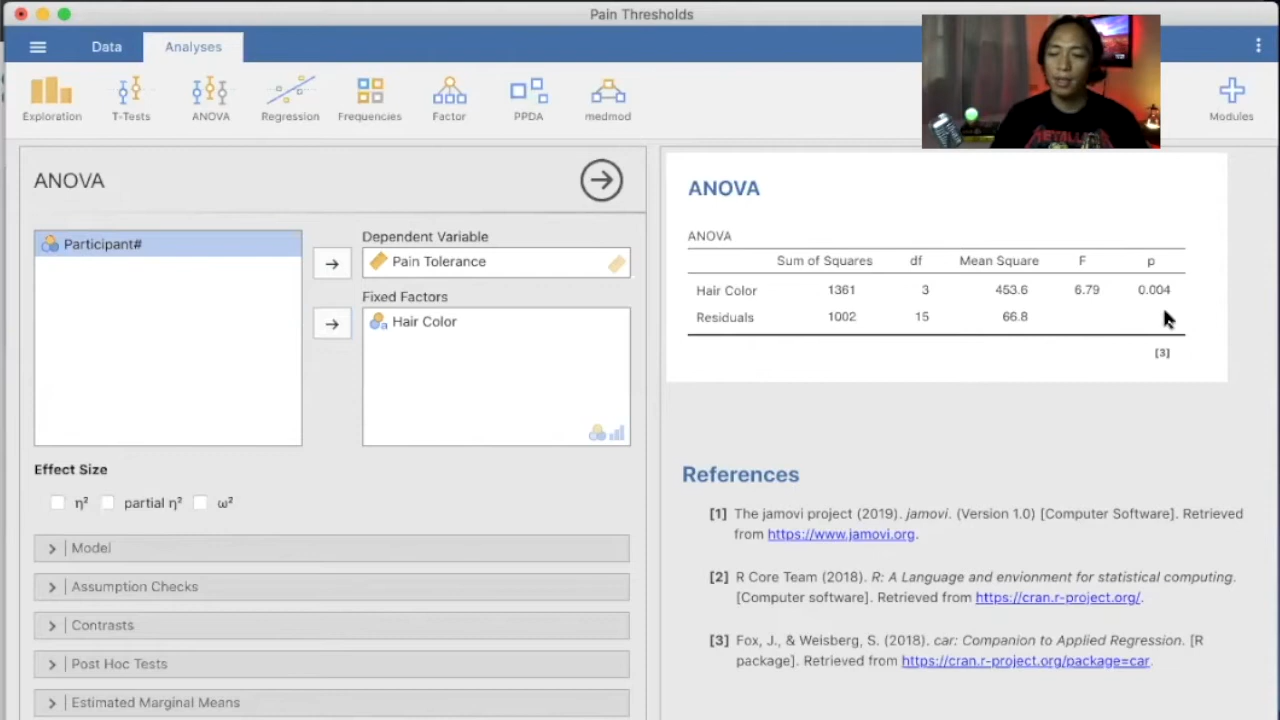 Pain Thresholds
Data
Analyses
Exploration
T-Tests
ANOVA
Regression
Frequencies
Factor
PPDA
medmod
METALLICA
Modules
ANOVA
Participant#
Dependent Variable
Pain Tolerance
Fixed Factors
Hair Color
Effect Size
η²
partial η²
ω²
Model
Assumption Checks
Contrasts
Post Hoc Tests
Estimated Marginal Means
ANOVA
ANOVA
Sum of Squares df Mean Square F p
Hair Color 1361 3 453.6 6.79 0.004
Residuals 1002 15 66.8
[3]
References
[1] The jamovi project (2019). jamovi. (Version 1.0) [Computer Software]. Retrieved
from https://www.jamovi.org.
[2] R Core Team (2018). R: A Language and envionment for statistical computing.
[Computer software]. Retrieved from https://cran.r-project.org/.
[3] Fox, J., & Weisberg, S. (2018). car: Companion to Applied Regression. [R
package]. Retrieved from https://cran.r-project.org/package=car.